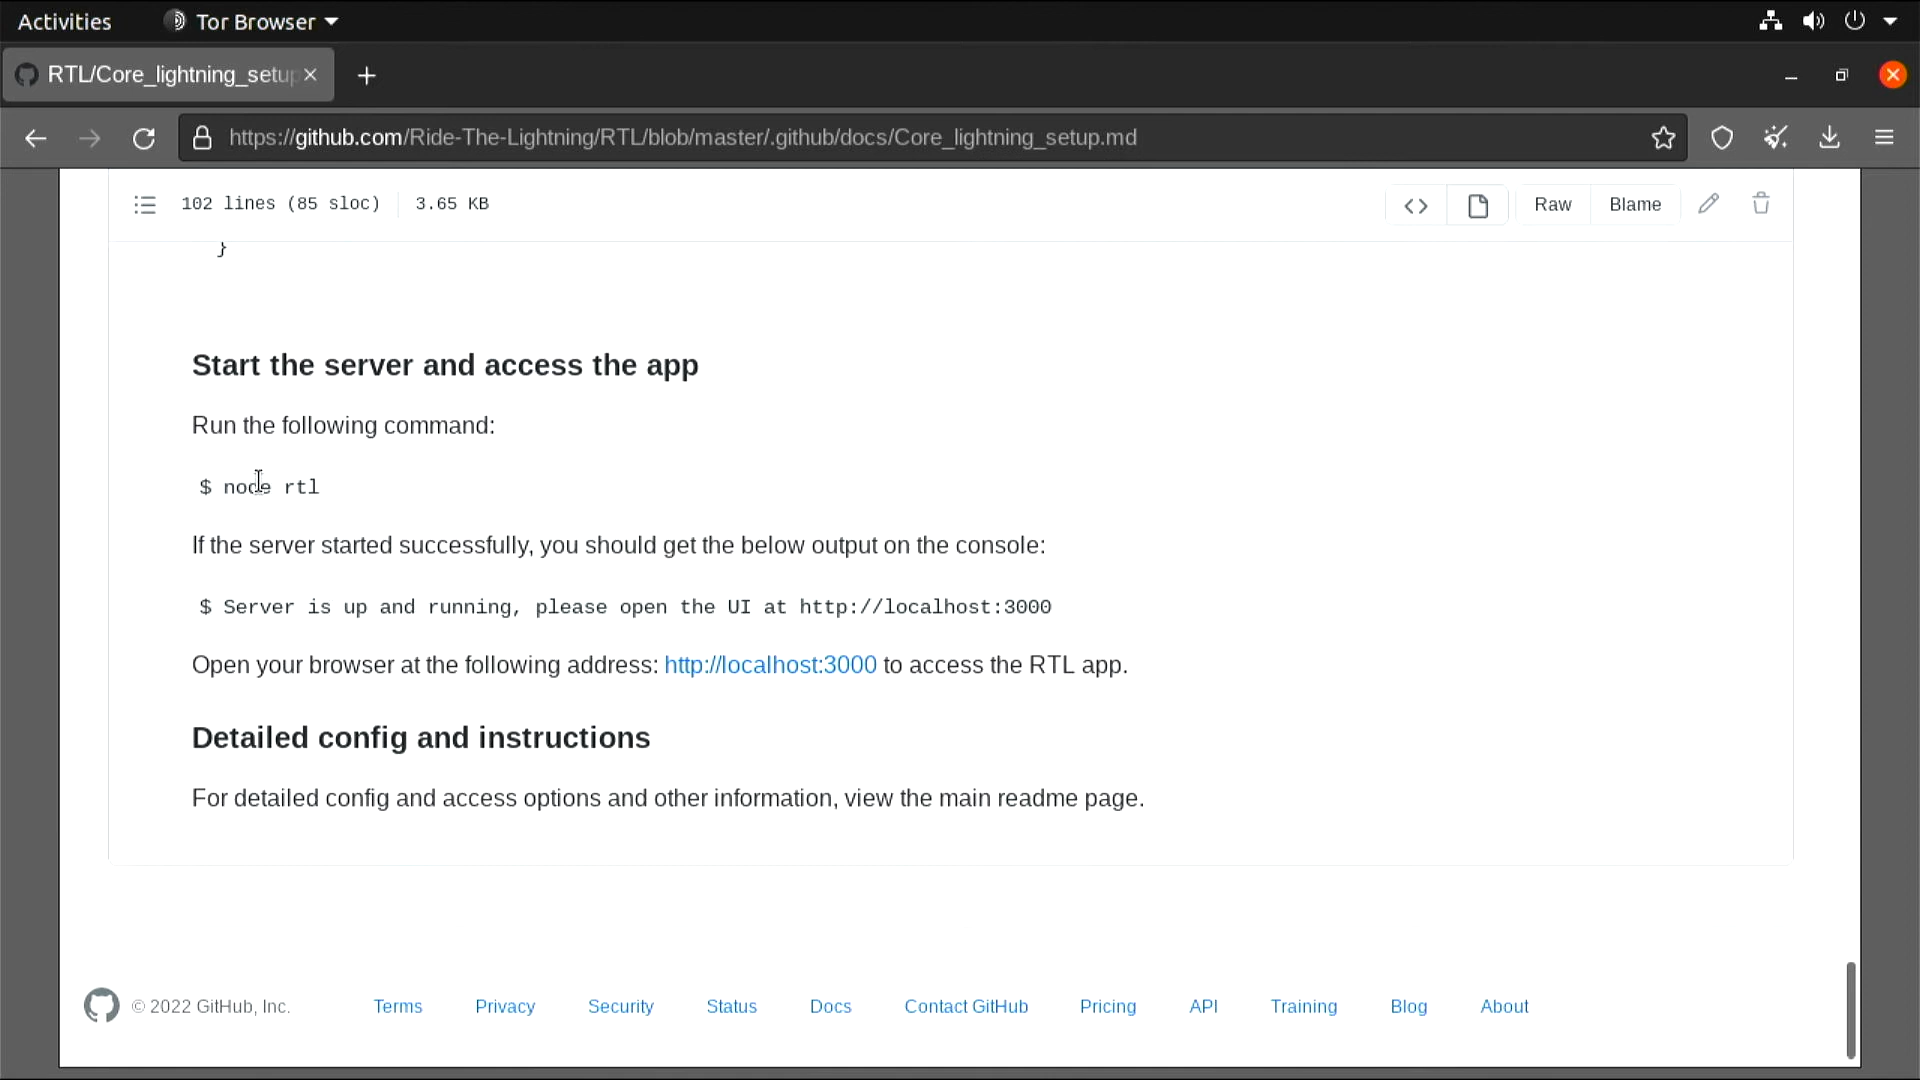 Activities Tor Browser
RTL/Core_lightning_setup
https://github.com/Ride-The-Lightning/RTL/blob/master/.github/docs/Core_lightning_setup.md
102 lines (85 sloc) 3.65 KB Raw Blame
}
Start the server and access the app
Run the following command:
$ node rtl
If the server started successfully, you should get the below output on the console:
$ Server is up and running, please open the UI at http://localhost:3000
Open your browser at the following address: http://localhost:3000 to access the RTL app.
Detailed config and instructions
For detailed config and access options and other information, view the main readme page.
© 2022 GitHub, Inc. Terms Privacy Security Status Docs Contact GitHub Pricing API Training Blog About